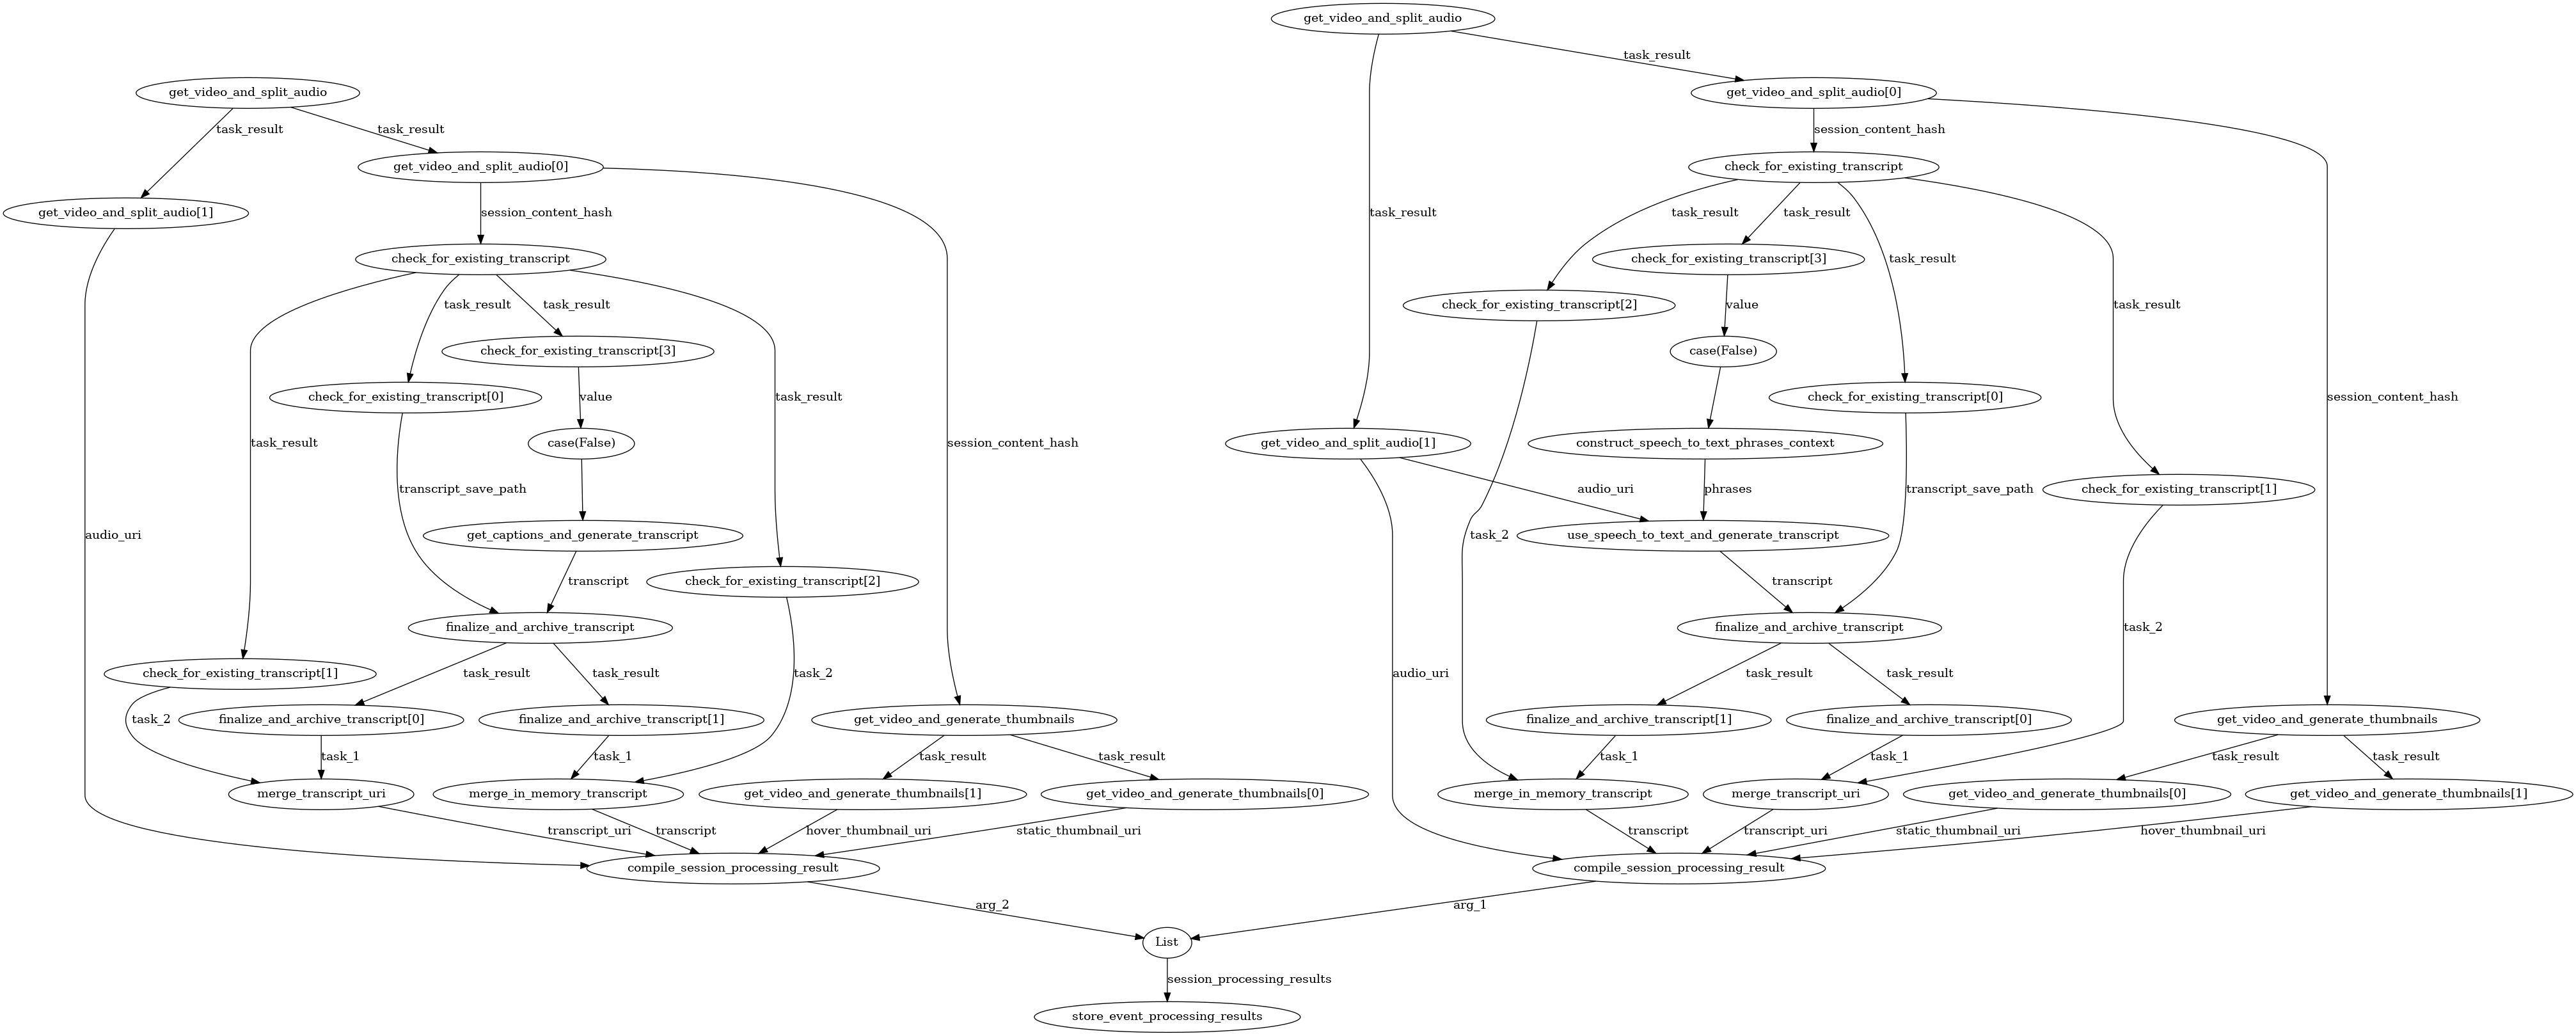 get_video_and_split_audio
task_result
get_video_and_split_audio
get_video_and_split_audio[0]
task_result
task_result
session_content_hash
get_video_and_split_audio[0]
check_for_existing_transcript
get_video_and_split_audio[1]
session_content_hash
task_result
task_result
task_result
check_for_existing_transcript
check_for_existing_transcript[3]
task_result
task_result
task_result
check_for_existing_transcript[2]
value
task_result
check_for_existing_transcript[3]
case(False)
check_for_existing_transcript[0]
value
task_result
check_for_existing_transcript[0]
session_content_hash
case(False)
task_result
session_content_hash
get_video_and_split_audio[1]
construct_speech_to_text_phrases_context
transcript_save_path
audio_uri
phrases
transcript_save_path
check_for_existing_transcript[1]
audio_uri
get_captions_and_generate_transcript
task_2
use_speech_to_text_and_generate_transcript
transcript
check_for_existing_transcript[2]
transcript
finalize_and_archive_transcript
finalize_and_archive_transcript
task_2
check_for_existing_transcript[1]
task_result
task_result
task_2
audio_uri
task_result
task_result
task_2
finalize_and_archive_transcript[0]
finalize_and_archive_transcript[1]
get_video_and_generate_thumbnails
finalize_and_archive_transcript[1]
finalize_and_archive_transcript[0]
get_video_and_generate_thumbnails
task_1
task_1
task_result
task_result
task_1
task_1
task_result
task_result
merge_transcript_uri
merge_in_memory_transcript
get_video_and_generate_thumbnails[1]
get_video_and_generate_thumbnails[0]
merge_in_memory_transcript
merge_transcript_uri
get_video_and_generate_thumbnails[0]
get_video_and_generate_thumbnails[1]
transcript_uri
transcript
hover_thumbnail_uri
static_thumbnail_uri
transcript
transcript_uri
static_thumbnail_uri
hover_thumbnail_uri
compile_session_processing_result
compile_session_processing_result
arg_2
arg_1
List
session_processing_results
store_event_processing_results